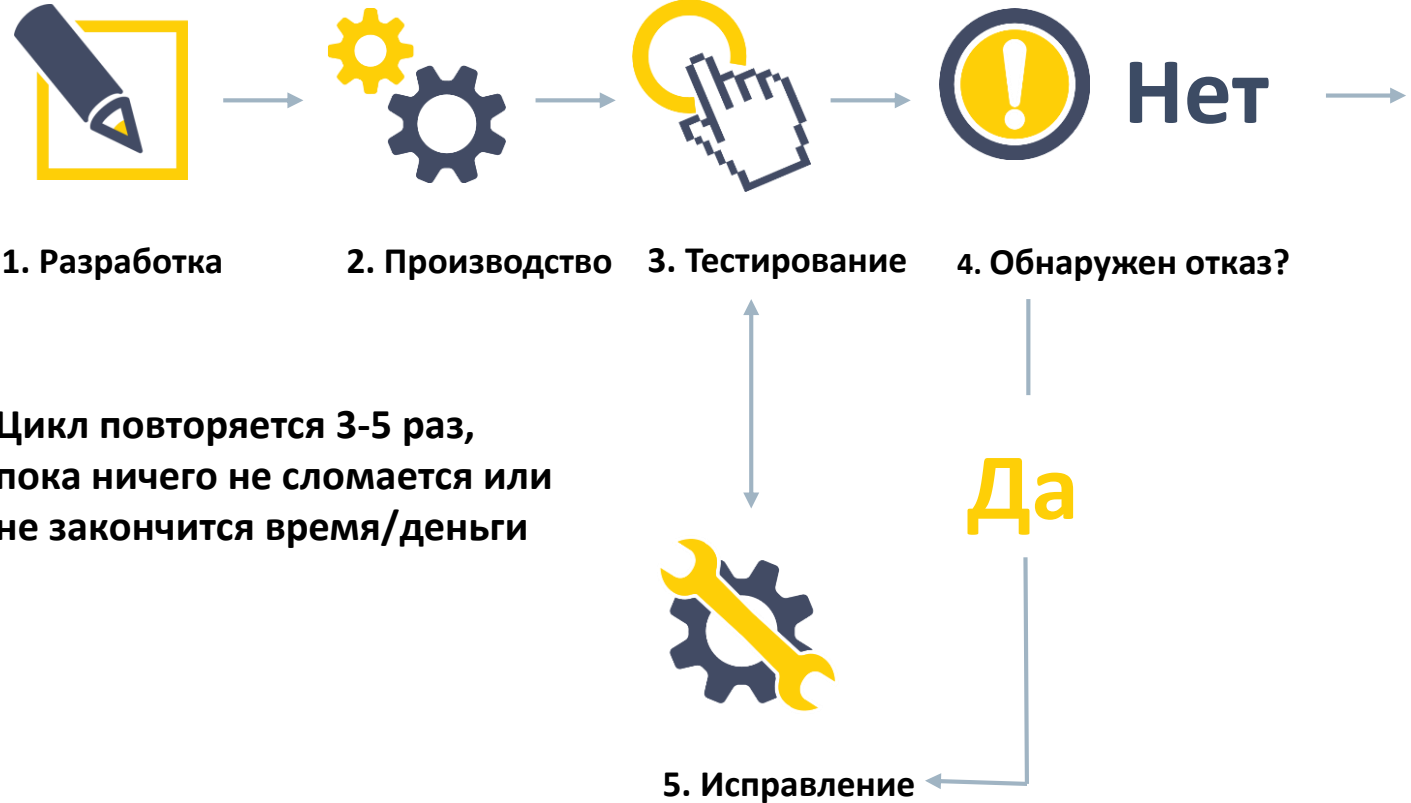 Нет
1. Разработка
2. Производство
3. Тестирование
4. Обнаружен отказ?
Цикл повторяется 3-5 раз,
пока ничего не сломается или
не закончится время/деньги
Да
5. Исправление